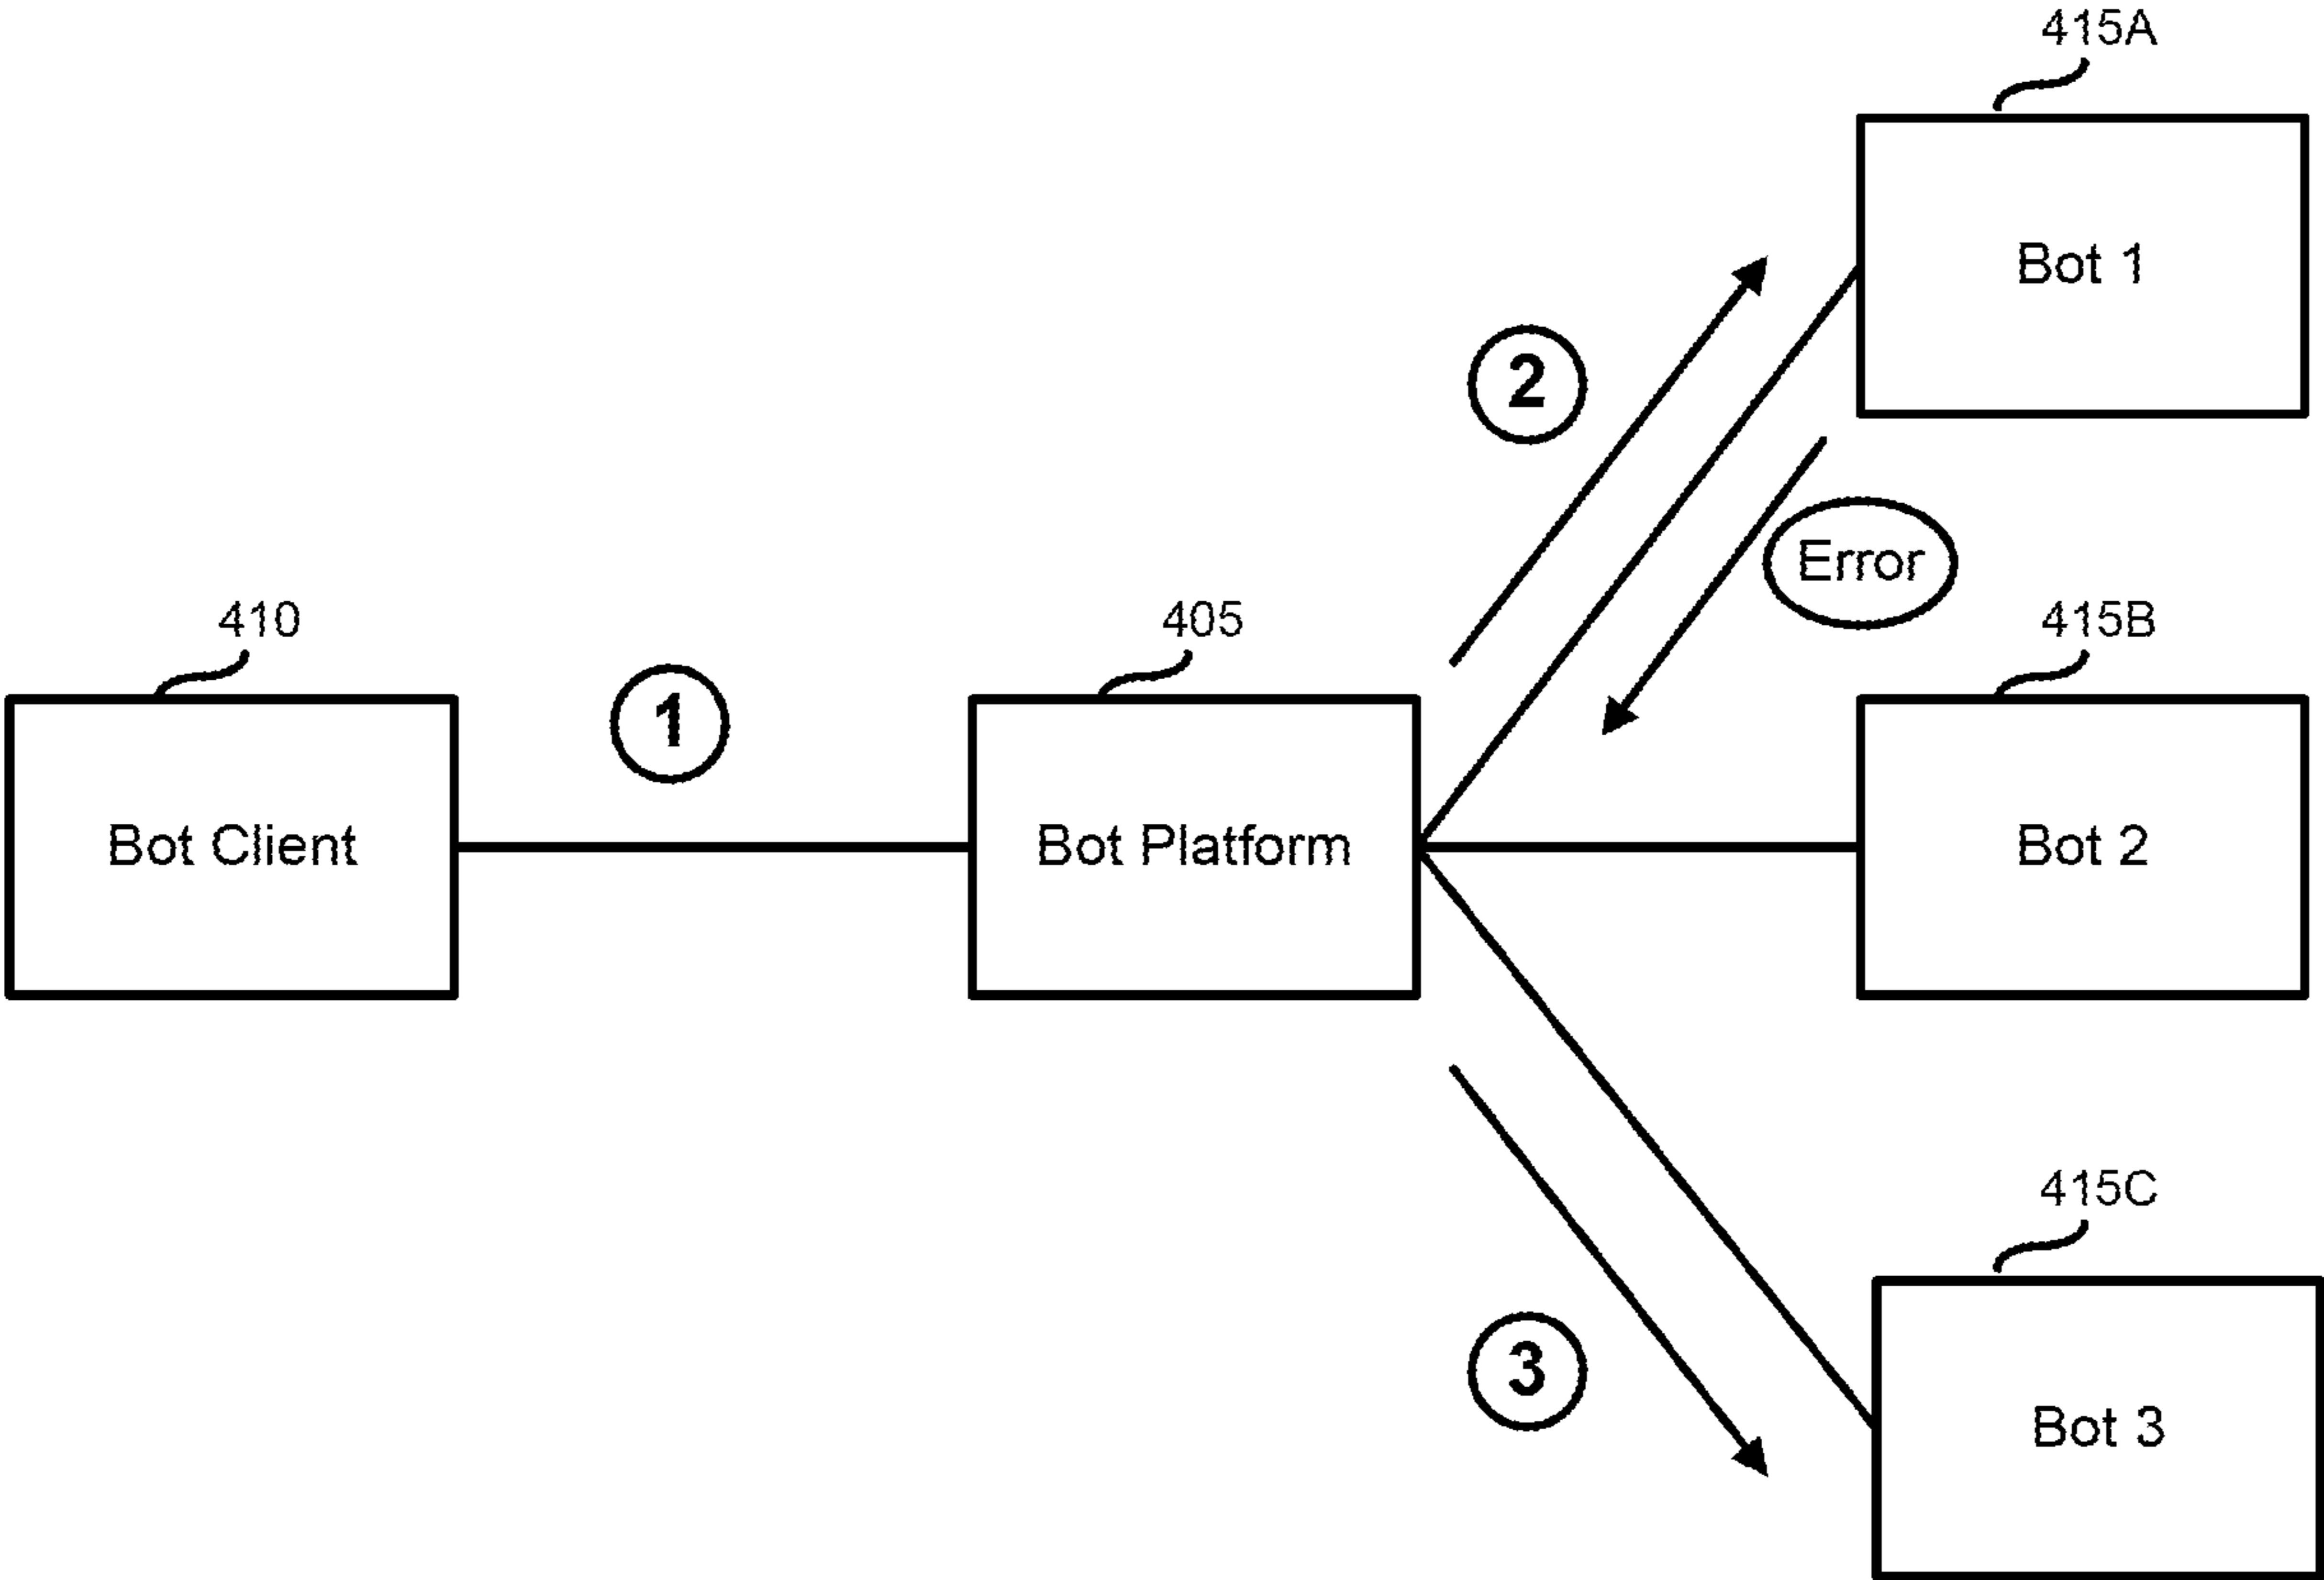 415A
Bot 1
2
Error
410
405
415B
1
Bot Client
Bot Platform
Bot 2
415C
3
Bot 3